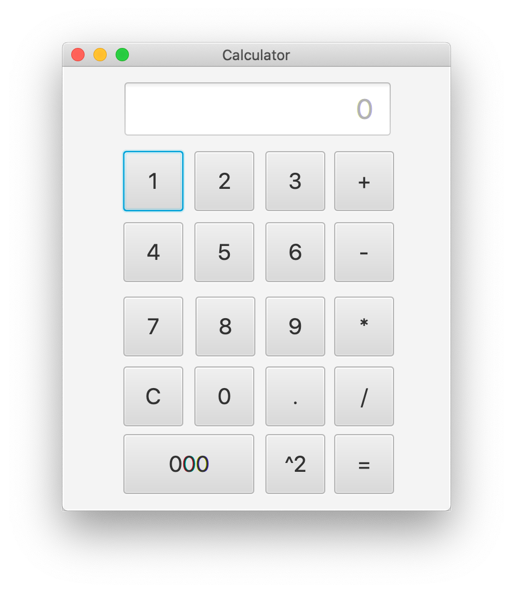 Calculator
0
1 2 3 +
4 5 6 -
7 8 9 *
C 0 . /
000 ^2 =